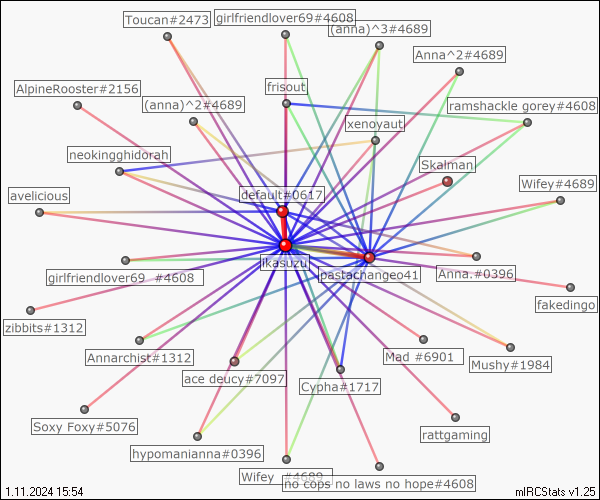 Toucan#2473
girlfriendlover69#4608
(anna)^3#4689
Anna^2#4689
AlpineRooster#2156
(anna)^2#4689
frisout
ramshackle gorey#4608
xenoyaut
neokingghidorah
Skalman
default#0617
Wifey#4689
avelicious
ikasuzu
pastachangeo41
girlfriendlover69_#4608
Anna.#0396
fakedingo
zibbits#1312
Annarchist#1312
Mad_#6901
Mushy#1984
ace deucy#7097
Cypha#1717
Soxy Foxy#5076
rattgaming
hypomanianna#0396
Wifey_#4689
no cops no laws no hope#4608
1.11.2024 15:54
mIRCStats v1.25